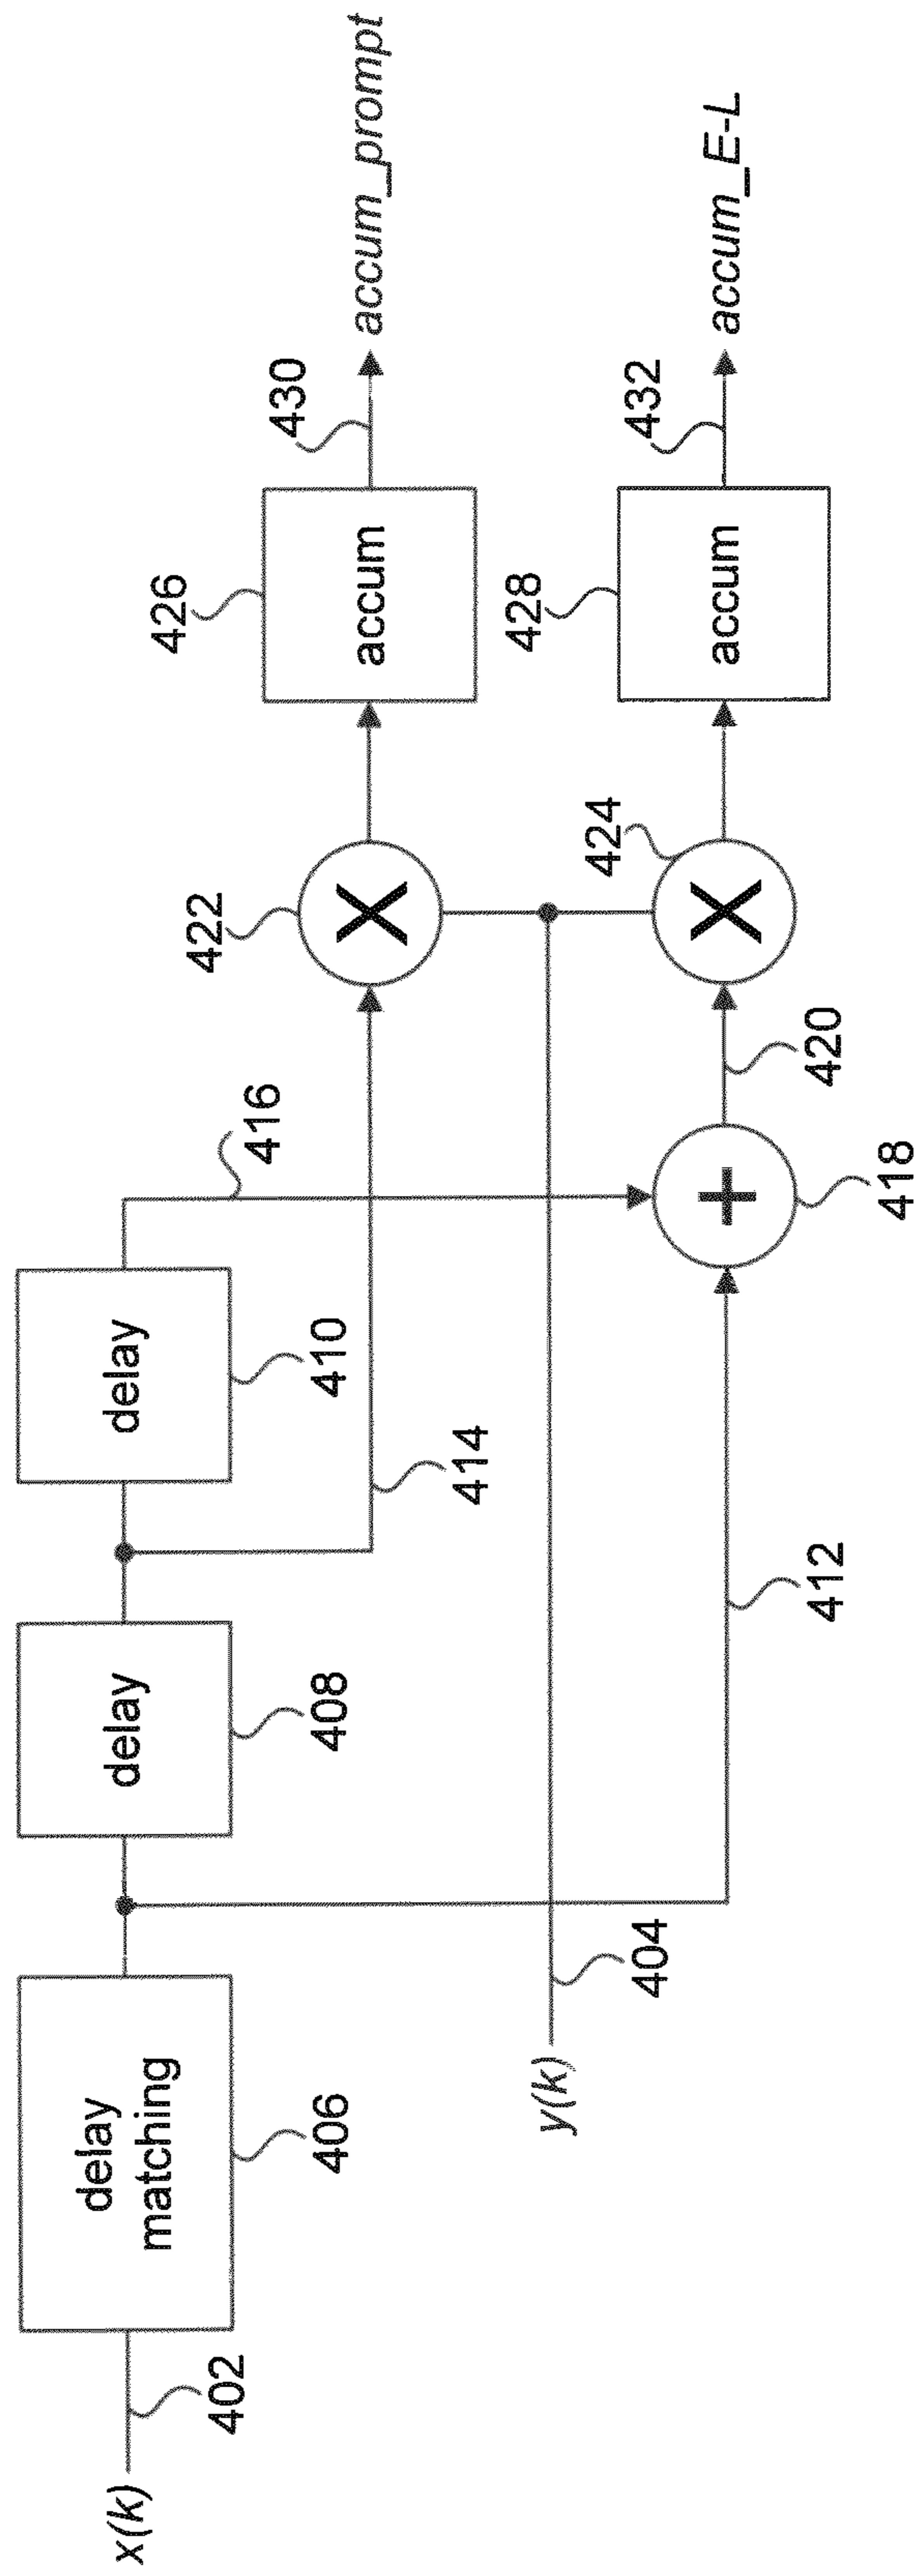 x(k)
402
delay
matching
406
delay
408
delay
410
416
414
412
y(k)
404
418
420
422
424
426
accum
428
accum
430
432
accum_prompt
accum_E-L
X
X
+